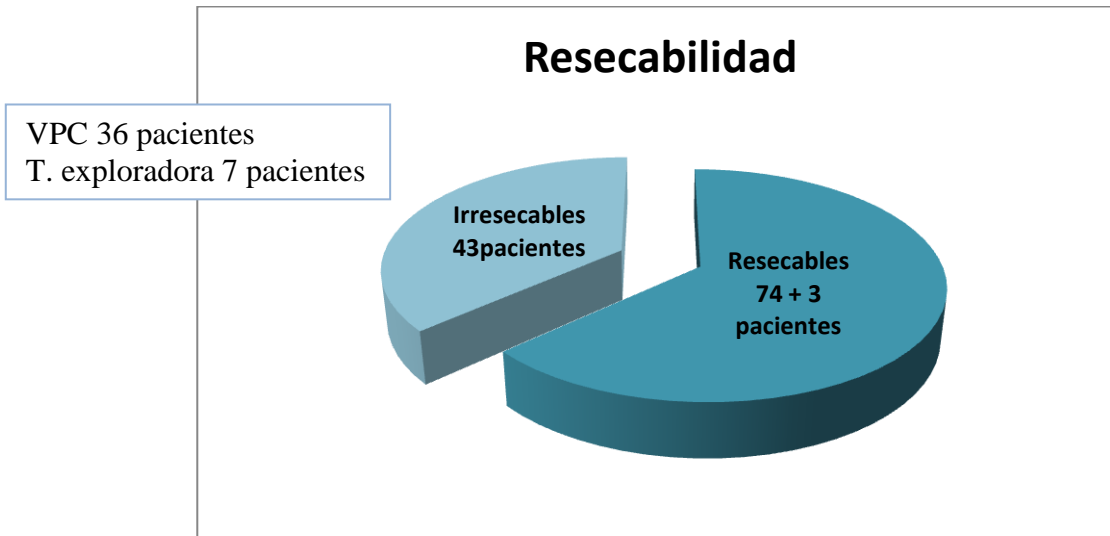 Resecabilidad
VPC 36 pacientes
T. exploradora 7 pacientes
Irresecables
43pacientes
Resecables
74 + 3
pacientes